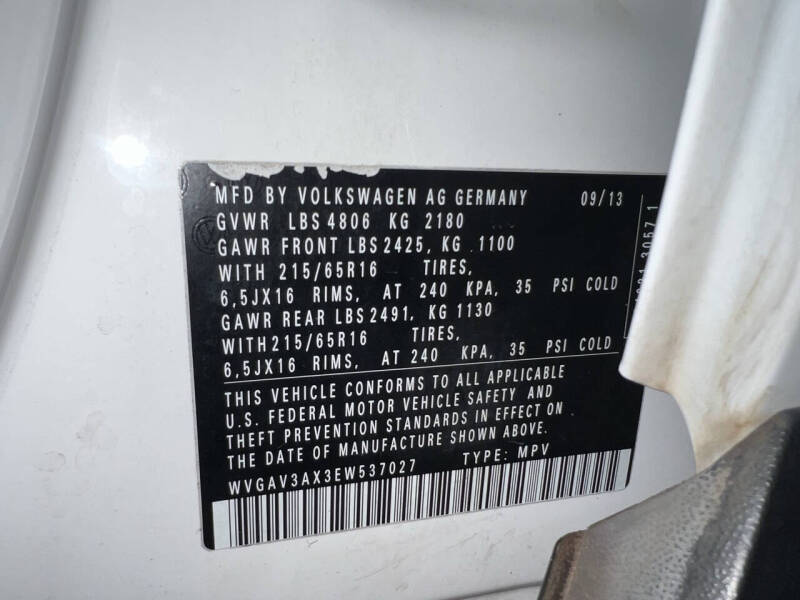 MFD BY VOLKSWAGEN AG GERMANY 09/13
GVWR LBS 4806 KG 2180
GAWR FRONT LBS 2425, KG 1100
WITH 215/65R16 TIRES,
6,5JX16 RIMS, AT 240 KPA, 35 PSI COLD
GAWR REAR LBS 2491, KG 1130
WITH 215/65R16 TIRES,
6,5JX16 RIMS, AT 240 KPA, 35 PSI COLD
THIS VEHICLE CONFORMS TO ALL APPLICABLE
U.S. FEDERAL MOTOR VEHICLE SAFETY AND
THEFT PREVENTION STANDARDS IN EFFECT ON
THE DATE OF MANUFACTURE SHOWN ABOVE.
WVGAV3AX3EW537027 TYPE: MPV